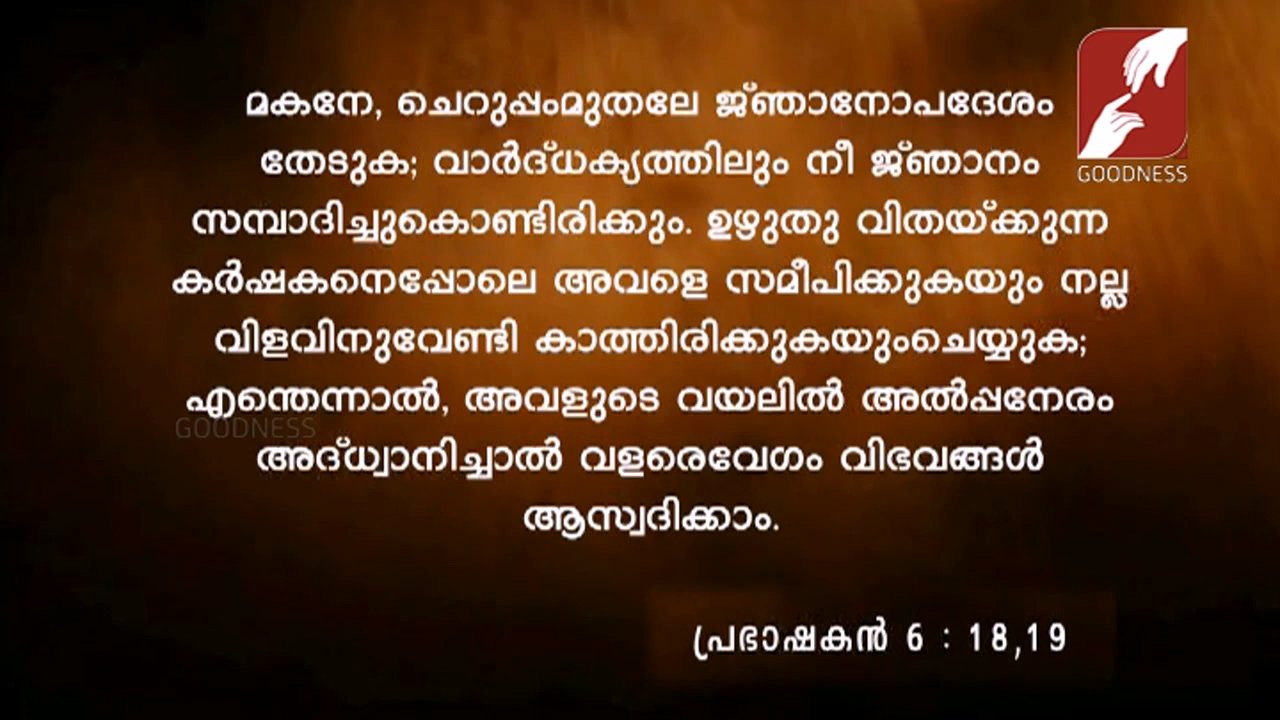 മകനേ, ചെറുപ്പംമുതലേ ജ്ഞാനോപദേശം
തേടുക; വാർദ്ധക്യത്തിലും നീ ജ്ഞാനം
സമ്പാദിച്ചുകൊണ്ടിരിക്കും. ഉഴുതു വിതയ്ക്കുന്ന
കർഷകനെപ്പോലെ അവളെ സമീപിക്കുകയും നല്ല
വിളവിനുവേണ്ടി കാത്തിരിക്കുകയുംചെയ്യുക;
എന്തെന്നാൽ, അവളുടെ വയലിൽ അൽപ്പനേരം
അദ്ധ്വാനിച്ചാൽ വളരെവേഗം വിഭവങ്ങൾ
ആസ്വദിക്കാം.
പ്രഭാഷകൻ 6 : 18,19
GOODNESS
GOODNESS